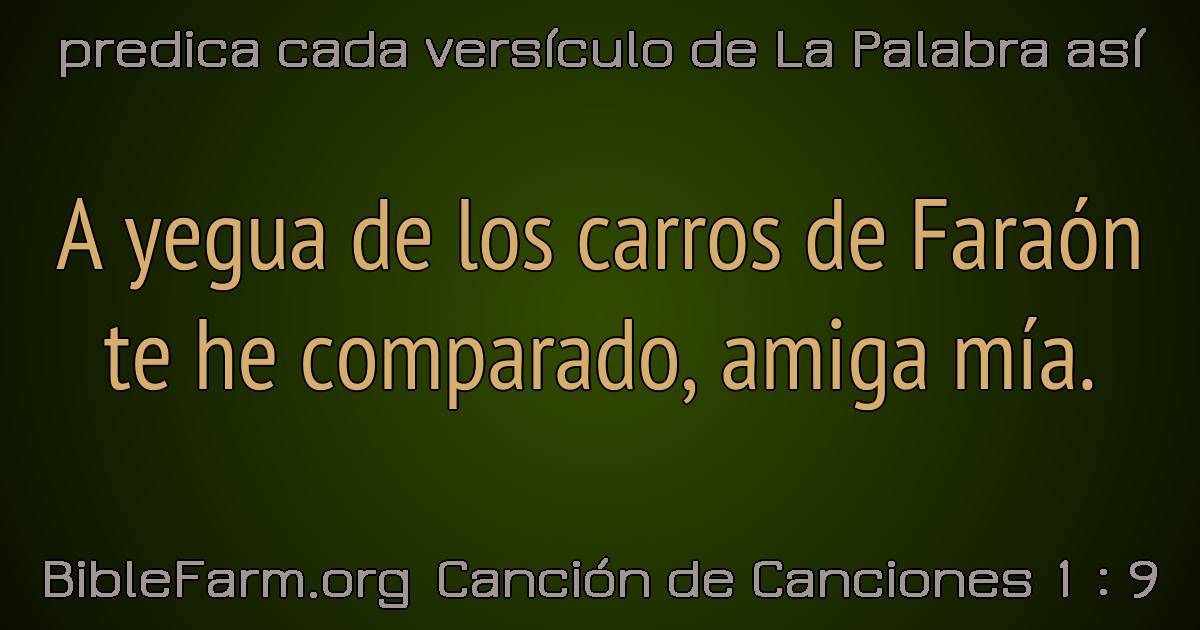 predica cada versículo de La Palabra así
A yegua de los carros de Faraón
te he comparado, amiga mía.
BibleFarm.org Canción de Canciones 1 : 9